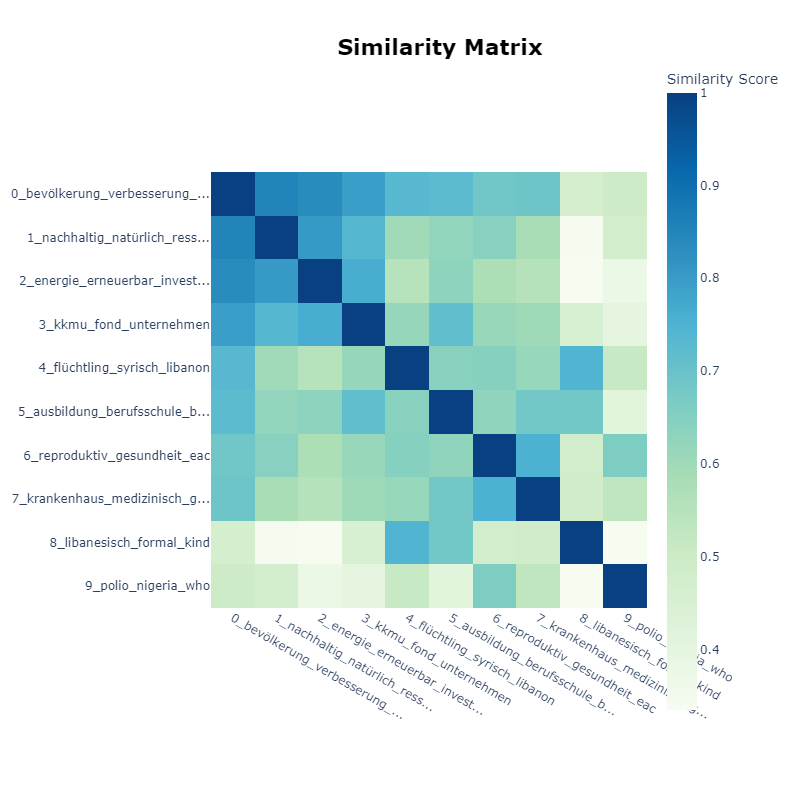 Similarity Matrix
Similarity Score
1
0.9
0.8
0.7
0.6
0.5
0.4
0_bevölkerung_verbesserung_...
1_nachhaltig_natürlich_ress...
2_energie_erneuerbar_invest...
3_kkmu_fond_unternehmen
4_flüchtling_syrisch_libanon
5_ausbildung_berufsschule_b...
6_reproduktiv_gesundheit_eac
7_krankenhaus_medizinisch_g...
8_libanesisch_formal_kind
9_polio_nigeria_who
0_bevölkerung_verbesserung_...
1_nachhaltig_natürlich_ress...
2_energie_erneuerbar_invest...
3_kkmu_fond_unternehmen
4_flüchtling_syrisch_libanon
5_ausbildung_berufsschule_b...
6_reproduktiv_gesundheit_eac